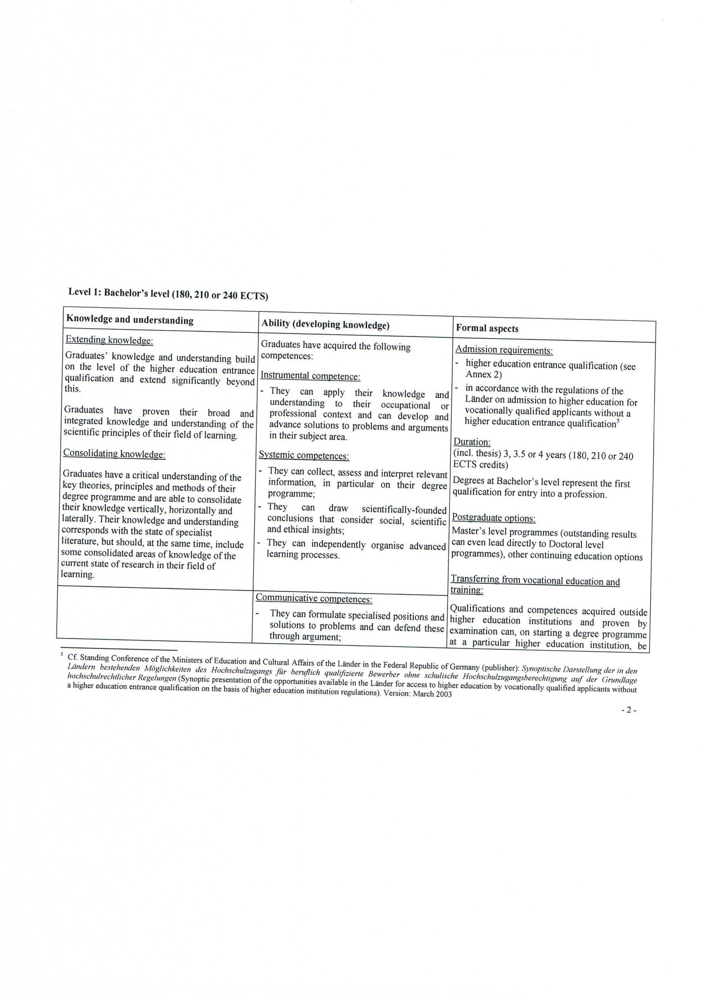 Level 1: Bachelor's level (180, 210 or 240 ECTS)
Knowledge and understanding
Extending knowledge:
Graduates' knowledge and understanding build
on the level of the higher education entrance
qualification and extend significantly beyond
this.
Graduates have proven their broad and
integrated knowledge and understanding of the
scientific principles of their field of learning.
Consolidating knowledge:
Graduates have a critical understanding of the
key theories, principles and methods of their
degree programme and are able to consolidate
their knowledge vertically, horizontally and
laterally. Their knowledge and understanding
corresponds with the state of specialist
literature, but should, at the same time, include
some consolidated areas of knowledge of the
current state of research in their field of
learning.
Ability (developing knowledge)
Graduates have acquired the following
competences:
Instrumental competence:
- They can apply their knowledge and
understanding to their occupational or
professional context and can develop and
advance solutions to problems and arguments
in their subject area.
Systemic competences:
- They can collect, assess and interpret relevant
information, in particular on their degree
programme;
- They can draw scientifically-founded
conclusions that consider social, scientific
and ethical insights;
- They can independently organise advanced
learning processes.
Communicative competences:
- They can formulate specialised positions and
solutions to problems and can defend these
through argument;
Formal aspects
Admission requirements:
- higher education entrance qualification (see
Annex 2)
- in accordance with the regulations of the
Länder on admission to higher education for
vocationally qualified applicants without a
higher education entrance qualification⁵
Duration:
(incl. thesis) 3, 3.5 or 4 years (180, 210 or 240
ECTS credits)
Degrees at Bachelor's level represent the first
qualification for entry into a profession.
Postgraduate options:
Master's level programmes (outstanding results
can even lead directly to Doctoral level
programmes), other continuing education options
Transferring from vocational education and
training:
Qualifications and competences acquired outside
higher education institutions and proven by
examination can, on starting a degree programme
at a particular higher education institution, be
⁵ Cf. Standing Conference of the Ministers of Education and Cultural Affairs of the Länder in the Federal Republic of Germany (publisher): Synoptische Darstellung der in den
Ländern bestehenden Möglichkeiten des Hochschulzugangs für beruflich qualifizierte Bewerber ohne schulische Hochschulzugangsberechtigung auf der Grundlage
hochschulrechtlicher Regelungen (Synoptic presentation of the opportunities available in the Länder for access to higher education by vocationally qualified applicants without
a higher education entrance qualification on the basis of higher education institution regulations). Version: March 2003
- 2 -